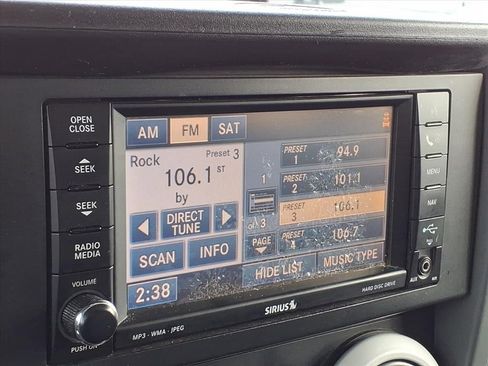 OPEN
CLOSE
SEEK
SEEK
RADIO
MEDIA
VOLUME
PUSH ON
AM FM SAT
Rock Preset 3
106.1 ST
by
DIRECT
TUNE
SCAN INFO
2:38
1
of 3
PAGE
PRESET
1 94.9
PRESET
2 101.1
PRESET
3 106.1
PRESET
4 106.7
HIDE LIST MUSIC TYPE
MENU
NAV
AUX
MP3 · WMA · JPEG
SIRIUS
HARD DISC DRIVE